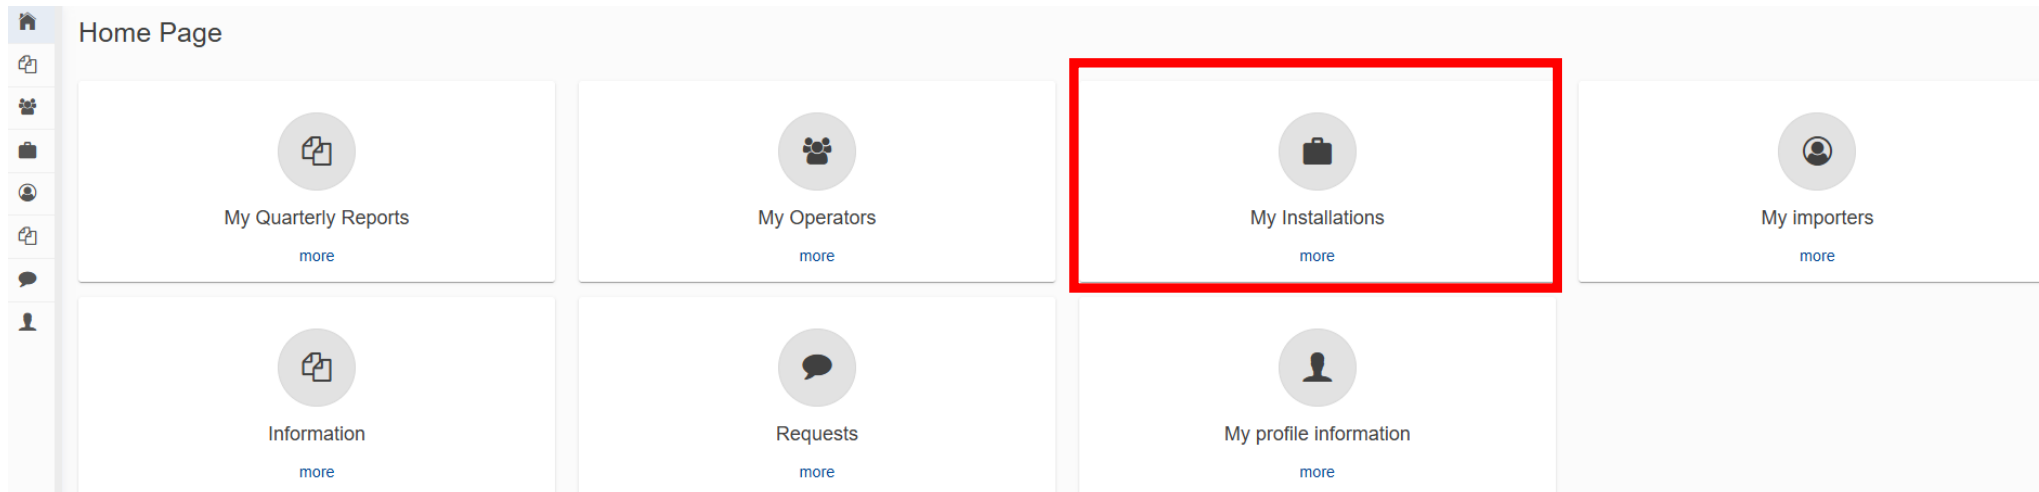 Home Page
My Quarterly Reports
more
My Operators
more
My Installations
more
My importers
more
Information
more
Requests
more
My profile information
more